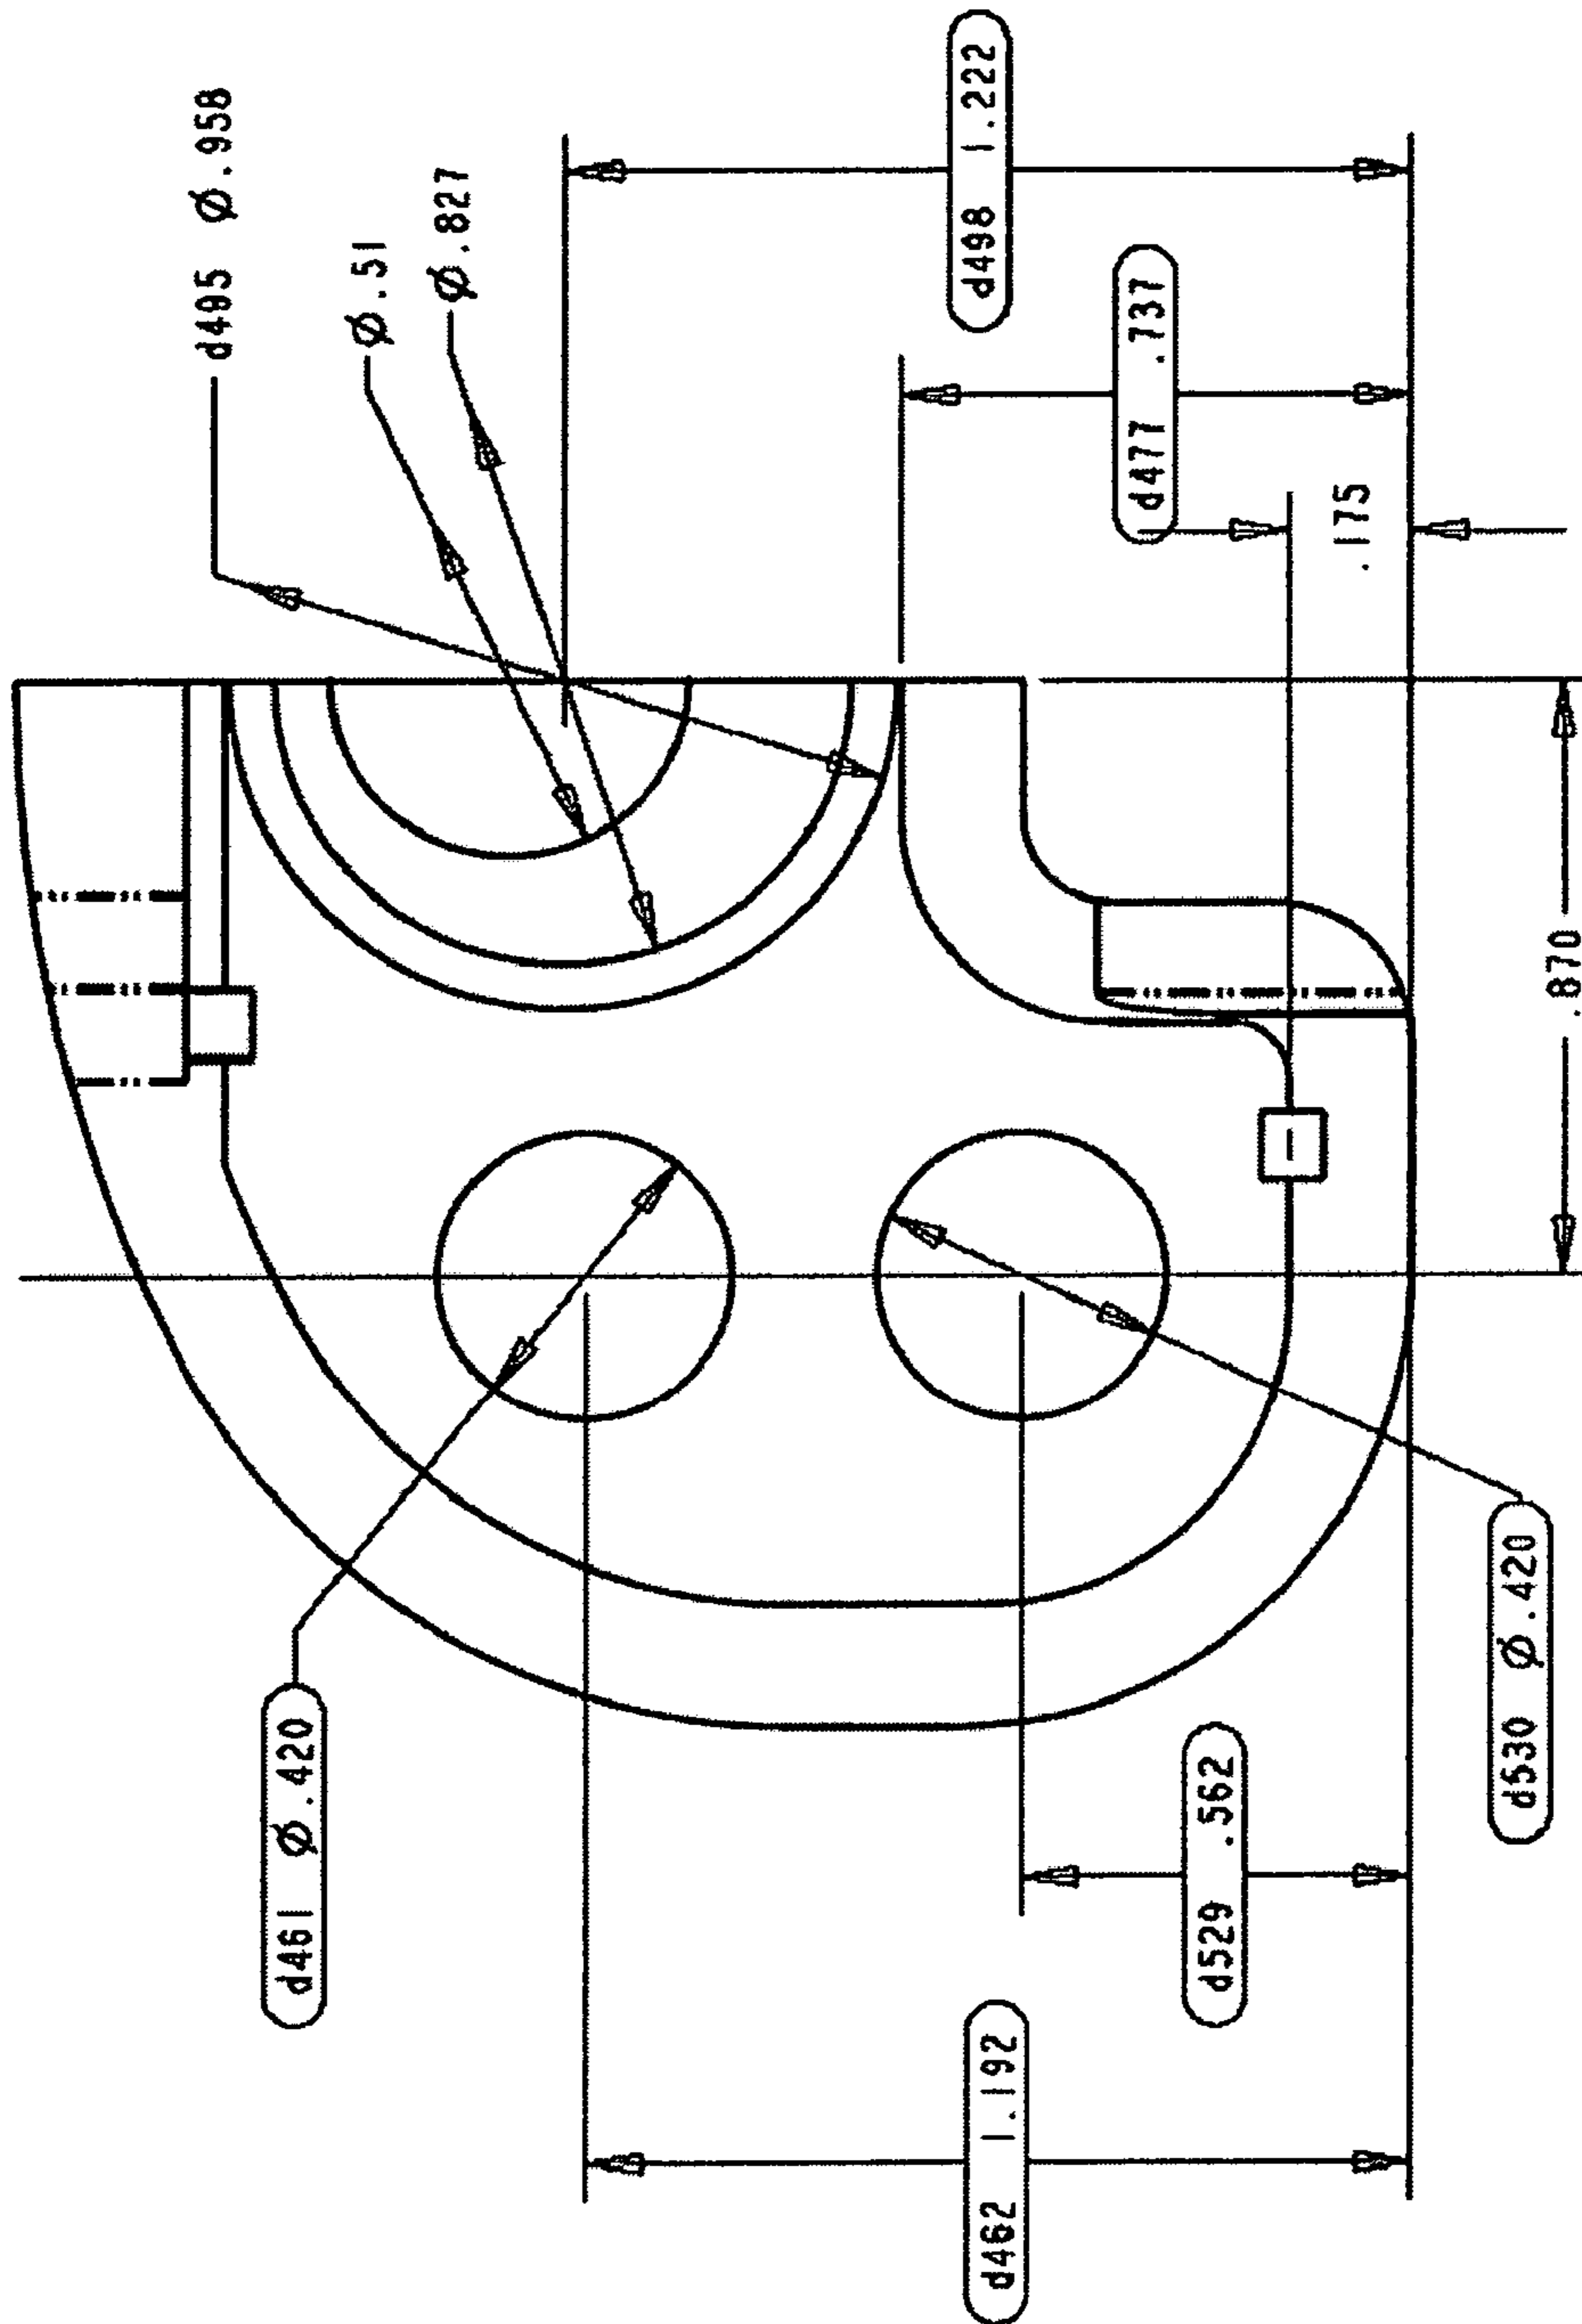 d495 Ø.958
Ø.51
Ø.827
d498 1.222
d477 .737
.175
.870
d461 Ø.420
d530 Ø.420
d529 .562
d462 1.192